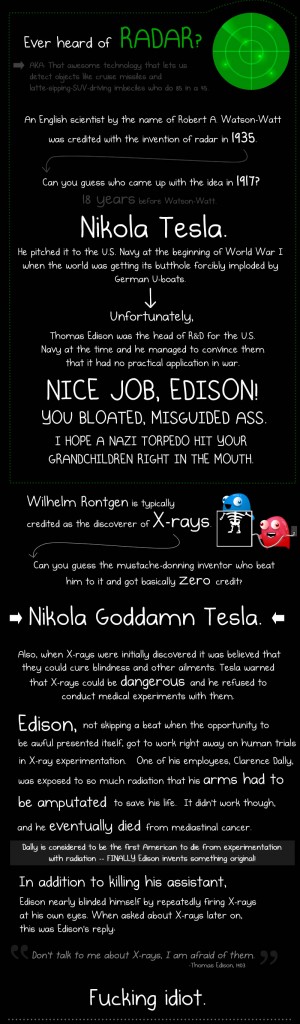 Ever heard of RADAR?
AKA: That awesome technology that lets us
detect objects like cruise missiles and
latte-sipping-SUV-driving imbeciles who do 85 in a 45
An English scientist by the name of Robert A. Watson-Watt
was credited with the invention of radar in 1935.
Can you guess who came up with the idea in 1917?
18 years before Watson-Watt
Nikola Tesla.
He pitched it to the U.S. Navy at the beginning of World War I
when the world was getting its butthole forcibly imploded by
German U-boats.
Unfortunately,
Thomas Edison was the head of R&D for the U.S.
Navy at the time and he managed to convince them
that it had no practical application in war.
NICE JOB, EDISON!
YOU BLOATED, MISGUIDED ASS.
I HOPE A NAZI TORPEDO HIT YOUR
GRANDCHILDREN RIGHT IN THE MOUTH.
Wilhelm Rontgen is typically
credited as the discoverer of X-rays.
Can you guess the mustache-donning inventor who beat
him to it and got basically zero credit?
Nikola Goddamn Tesla.
Also, when X-rays were initially discovered it was believed that
they could cure blindness and other ailments. Tesla warned
that X-rays could be dangerous and he refused to
conduct medical experiments with them.
Edison, not skipping a beat when the opportunity to
be awful presented itself, got to work right away on human trials
in X-ray experimentation. One of his employees, Clarence Dally,
was exposed to so much radiation that his arms had to
be amputated to save his life. It didn't work though,
and he eventually died from mediastinal cancer.
Dally is considered to be the first American to die from experimentation
with radiation -- FINALLY Edison invents something original!
In addition to killing his assistant,
Edison nearly blinded himself by repeatedly firing X-rays
at his own eyes. When asked about X-rays later on,
this was Edison's reply:
"Don't talk to me about X-rays, I am afraid of them."
-Thomas Edison, 1903
Fucking idiot.